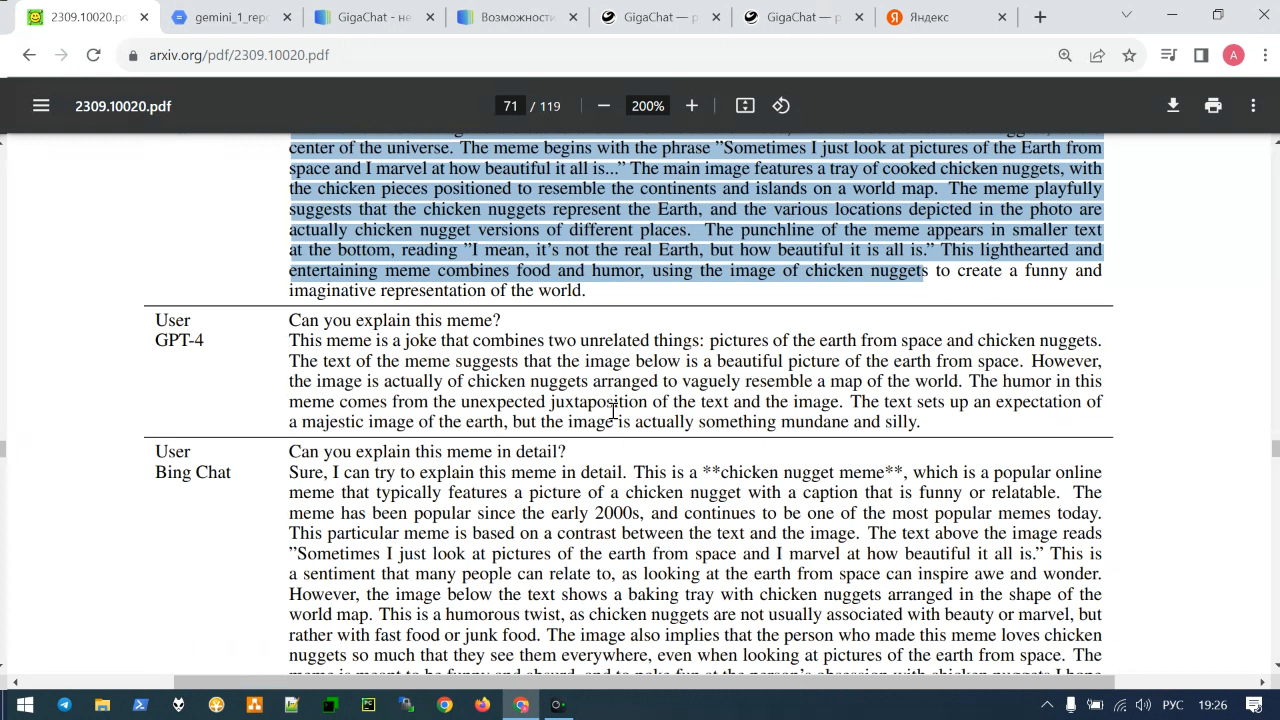 2309.10020.pdf
gemini_1_rep
GigaChat - не
Возможности
GigaChat — р
GigaChat — р
Яндекс
arxiv.org/pdf/2309.10020.pdf
A
2309.10020.pdf
71 / 119
200%
center of the universe. The meme begins with the phrase ”Sometimes I just look at pictures of the Earth from
space and I marvel at how beautiful it all is...” The main image features a tray of cooked chicken nuggets, with
the chicken pieces positioned to resemble the continents and islands on a world map. The meme playfully
suggests that the chicken nuggets represent the Earth, and the various locations depicted in the photo are
actually chicken nugget versions of different places. The punchline of the meme appears in smaller text
at the bottom, reading ”I mean, it’s not the real Earth, but how beautiful it is all is.” This lighthearted and
entertaining meme combines food and humor, using the image of chicken nuggets to create a funny and
imaginative representation of the world.
User Can you explain this meme?
GPT-4 This meme is a joke that combines two unrelated things: pictures of the earth from space and chicken nuggets.
The text of the meme suggests that the image below is a beautiful picture of the earth from space. However,
the image is actually of chicken nuggets arranged to vaguely resemble a map of the world. The humor in this
meme comes from the unexpected juxtaposition of the text and the image. The text sets up an expectation of
a majestic image of the earth, but the image is actually something mundane and silly.
User Can you explain this meme in detail?
Bing Chat Sure, I can try to explain this meme in detail. This is a **chicken nugget meme**, which is a popular online
meme that typically features a picture of a chicken nugget with a caption that is funny or relatable. The
meme has been popular since the early 2000s, and continues to be one of the most popular memes today.
This particular meme is based on a contrast between the text and the image. The text above the image reads
”Sometimes I just look at pictures of the earth from space and I marvel at how beautiful it all is.” This is
a sentiment that many people can relate to, as looking at the earth from space can inspire awe and wonder.
However, the image below the text shows a baking tray with chicken nuggets arranged in the shape of the
world map. This is a humorous twist, as chicken nuggets are not usually associated with beauty or marvel, but
rather with fast food or junk food. The image also implies that the person who made this meme loves chicken
nuggets so much that they see them everywhere, even when looking at pictures of the earth from space. The
РУС
19:26